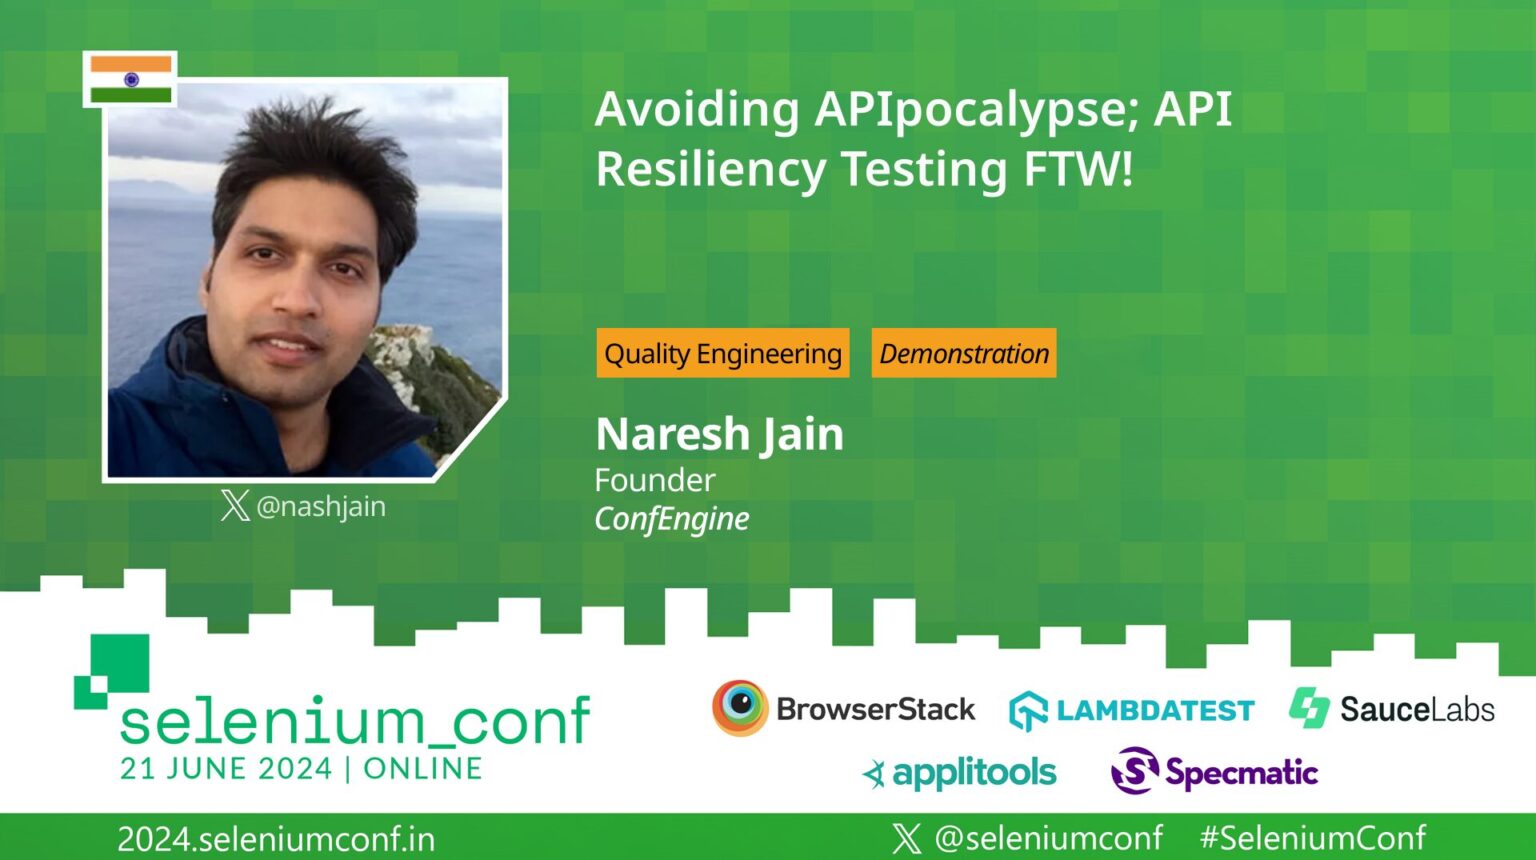 Avoiding APIpocalypse; API
Resiliency Testing FTW!
Quality Engineering
Demonstration
Naresh Jain
Founder
ConfEngine
X @nashjain
selenium_conf
21 JUNE 2024 | ONLINE
BrowserStack
LAMBDATEST
SauceLabs
applitools
Specmatic
2024.seleniumconf.in
X @seleniumconf
#SeleniumConf